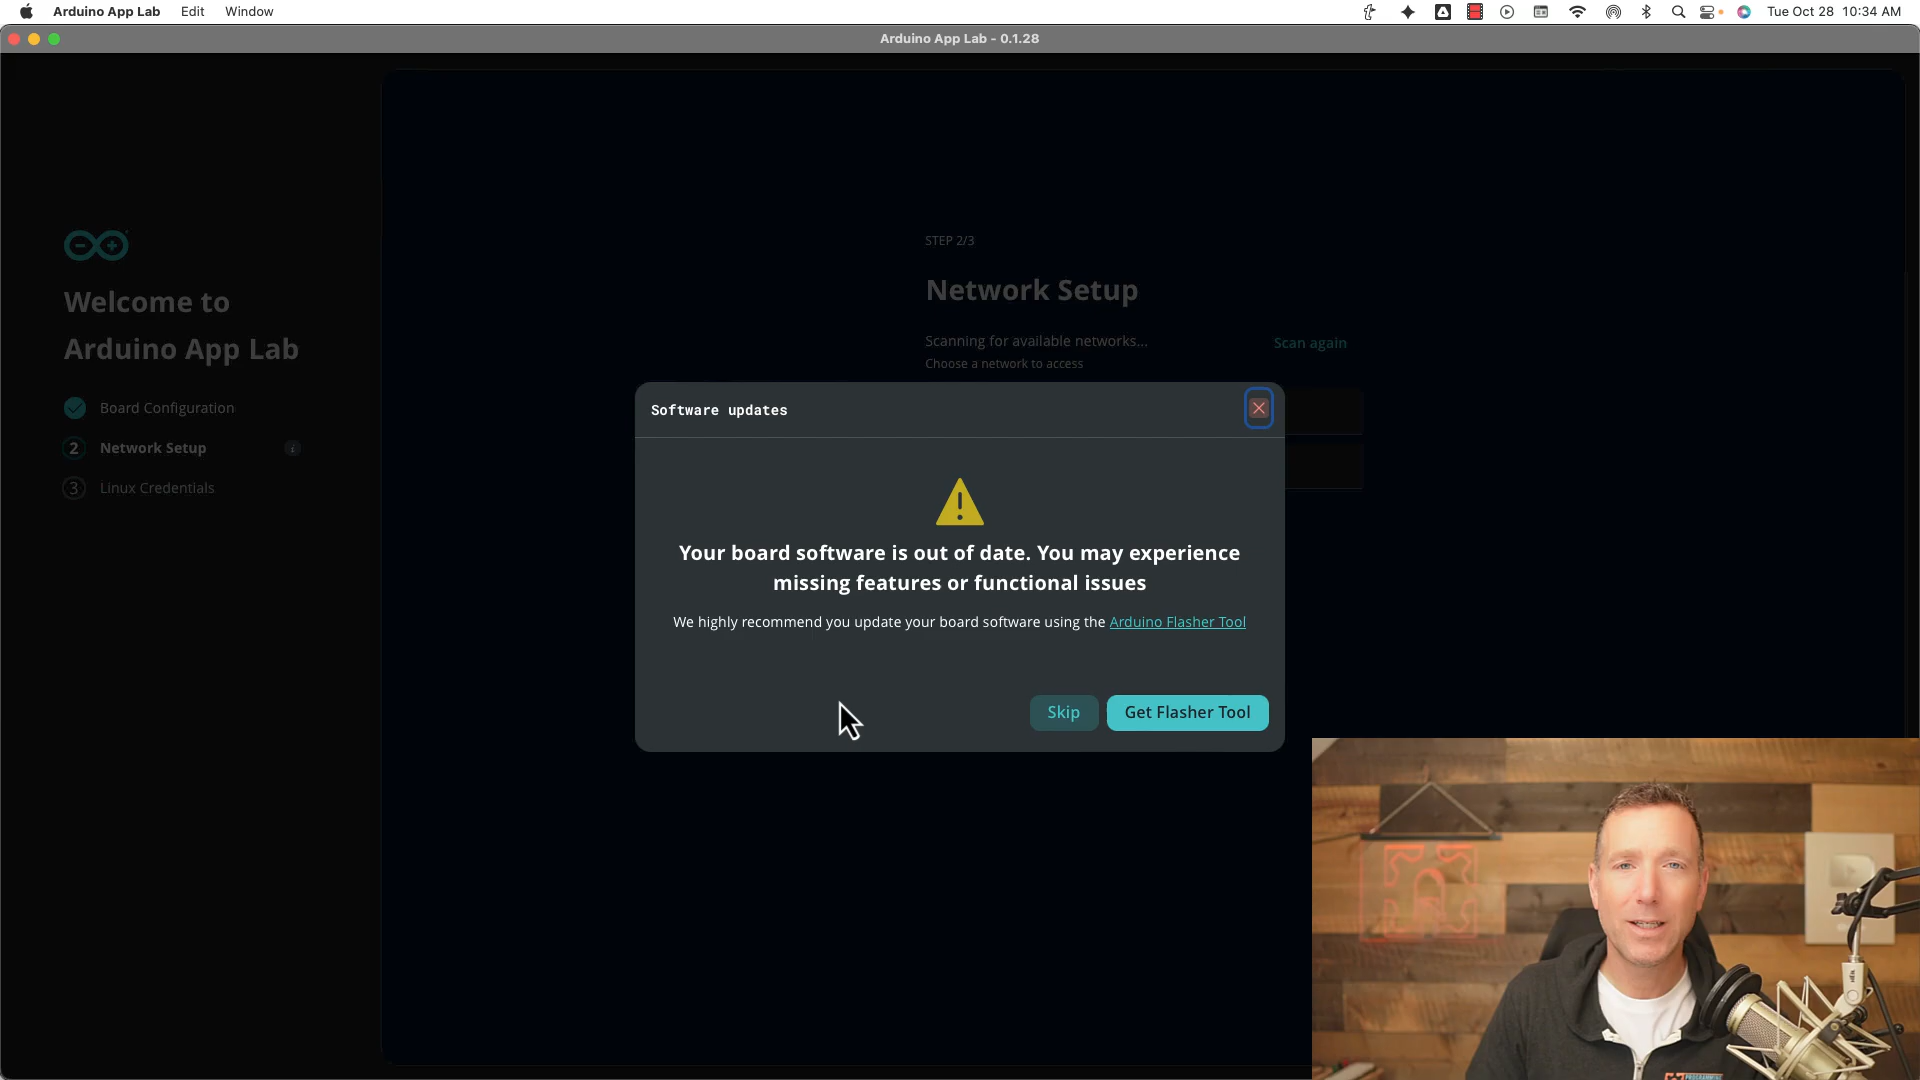 Arduino App Lab Edit Window
Tue Oct 28 10:34 AM
Arduino App Lab - 0.1.28
Welcome to
Arduino App Lab
Board Configuration
2 Network Setup i
3 Linux Credentials
STEP 2/3
Network Setup
Scanning for available networks...
Scan again
Choose a network to access
Software updates
Your board software is out of date. You may experience
missing features or functional issues
We highly recommend you update your board software using the Arduino Flasher Tool
Skip
Get Flasher Tool